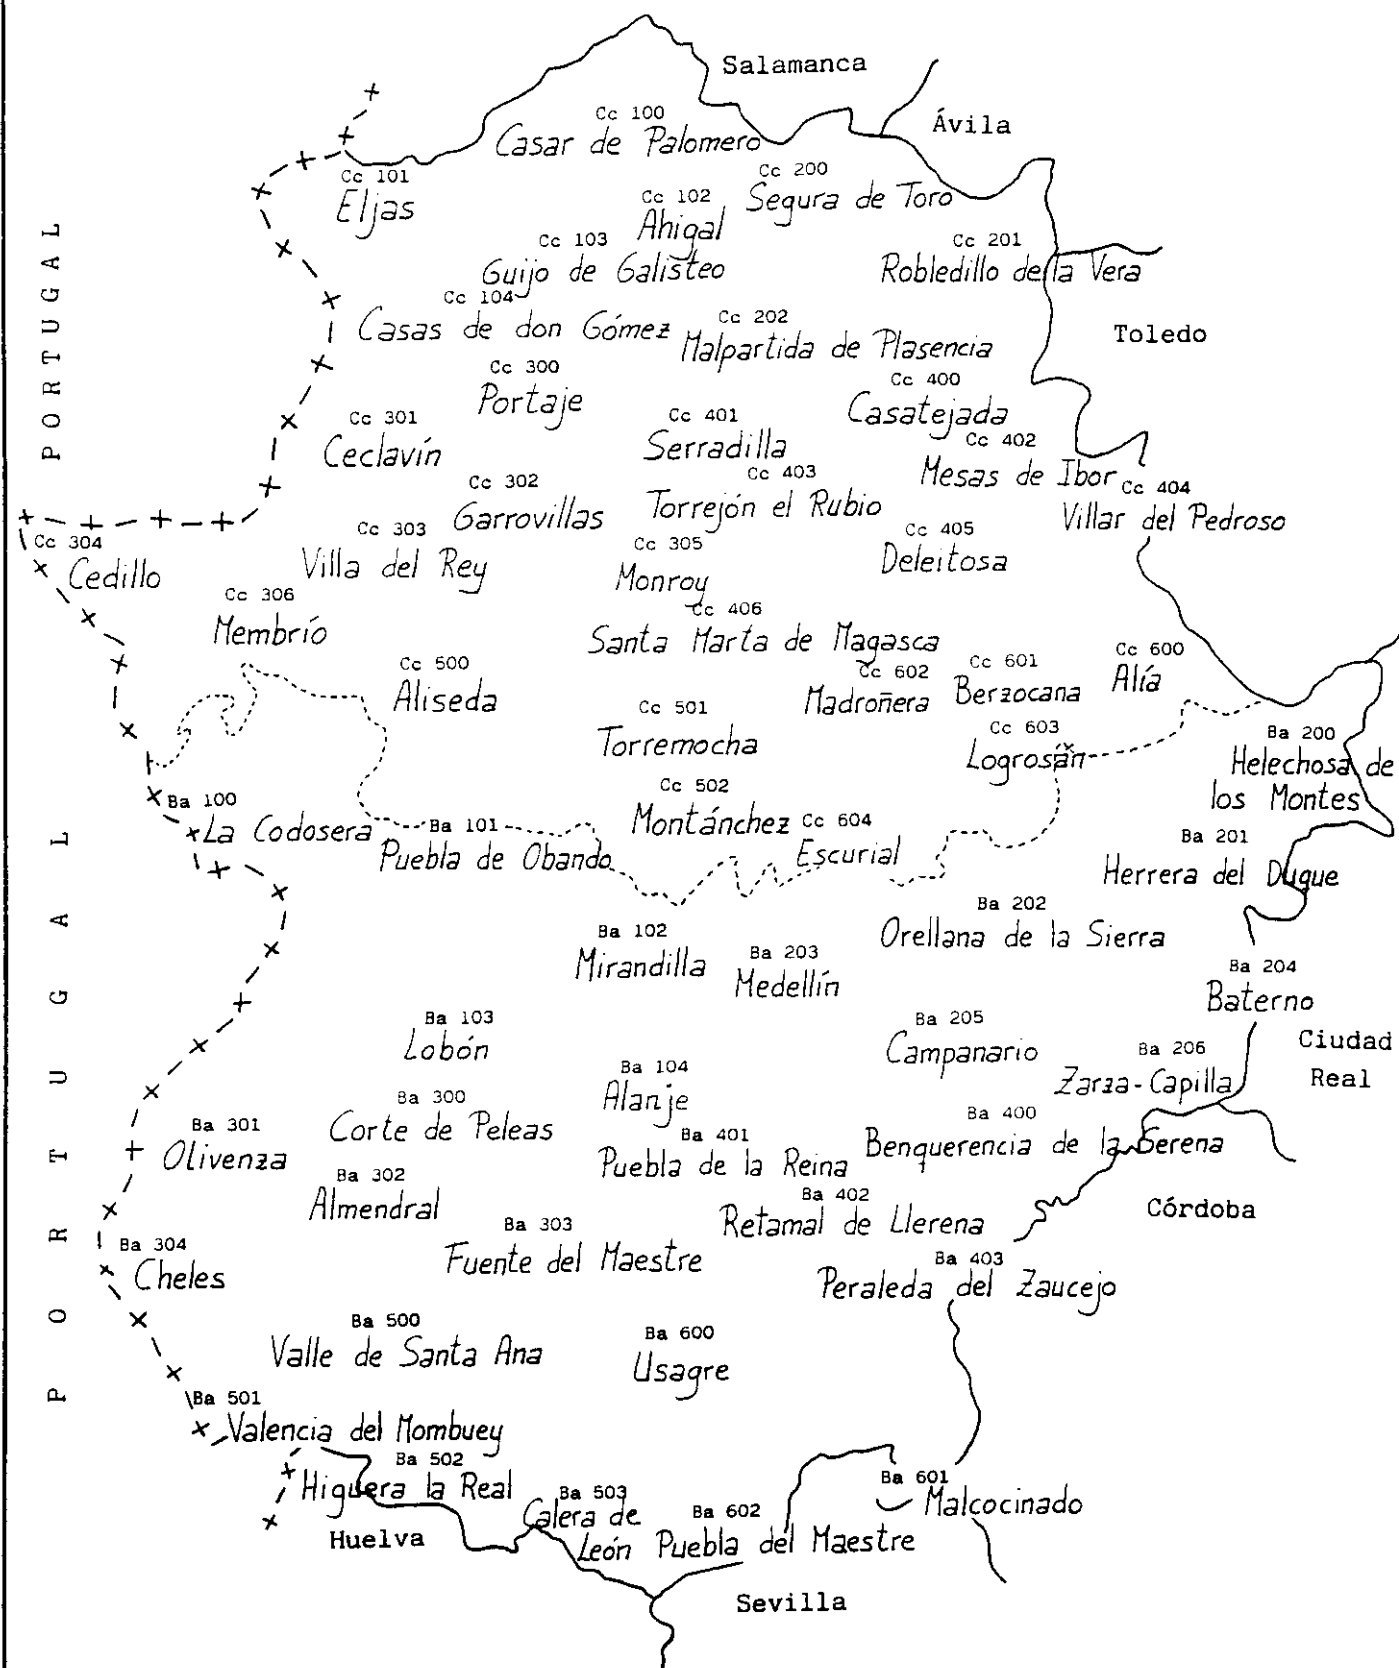 Salamanca
Ávila
Cc 100
Casar de Palomero
Cc 101
Eljas
Cc 200
Segura de Toro
Cc 102
Ahigal
Cc 103
Guijo de Galisteo
Cc 201
Robledillo de la Vera
PORTUGAL
Cc 104
Casas de don Gómez
Cc 202
Malpartida de Plasencia
Toledo
Cc 300
Portaje
Cc 400
Casatejada
Cc 301
Ceclavín
Cc 401
Serradilla
Cc 402
Mesas de Ibor
Cc 302
Garrovillas
Cc 403
Torrejón el Rubio
Cc 404
Villar del Pedroso
Cc 303
Villa del Rey
Cc 304
Cedillo
Cc 305
Monroy
Cc 405
Deleitosa
Cc 306
Membrío
Cc 406
Santa Marta de Magasca
Cc 500
Aliseda
Cc 602
Madroñera
Cc 601
Berzocana
Cc 600
Alía
Cc 501
Torremocha
Cc 603
Logrosán
Ba 200
Helechosa de
los Montes
Cc 502
Montánchez
Ba 100
La Codosera
Ba 101
Puebla de Obando
Cc 604
Escurial
Ba 201
Herrera del Duque
PORTUGAL
Ba 202
Orellana de la Sierra
Ba 102
Mirandilla
Ba 203
Medellín
Ba 204
Baterno
Ba 103
Lobón
Ba 205
Campanario
Ciudad
Real
Ba 206
Zarza-Capilla
Ba 104
Alanje
Ba 300
Corte de Peleas
Ba 301
Olivenza
Ba 401
Puebla de la Reina
Ba 400
Benquerencia de la Serena
Ba 302
Almendral
Ba 402
Retamal de Llerena
Córdoba
Ba 303
Fuente del Maestre
Ba 304
Cheles
Ba 403
Peraleda del Zaucejo
Ba 500
Valle de Santa Ana
Ba 600
Usagre
Ba 501
Valencia del Mombuey
Ba 502
Higuera la Real
Ba 503
Calera de
León
Ba 602
Puebla del Maestre
Ba 601
Malcocinado
Huelva
Sevilla